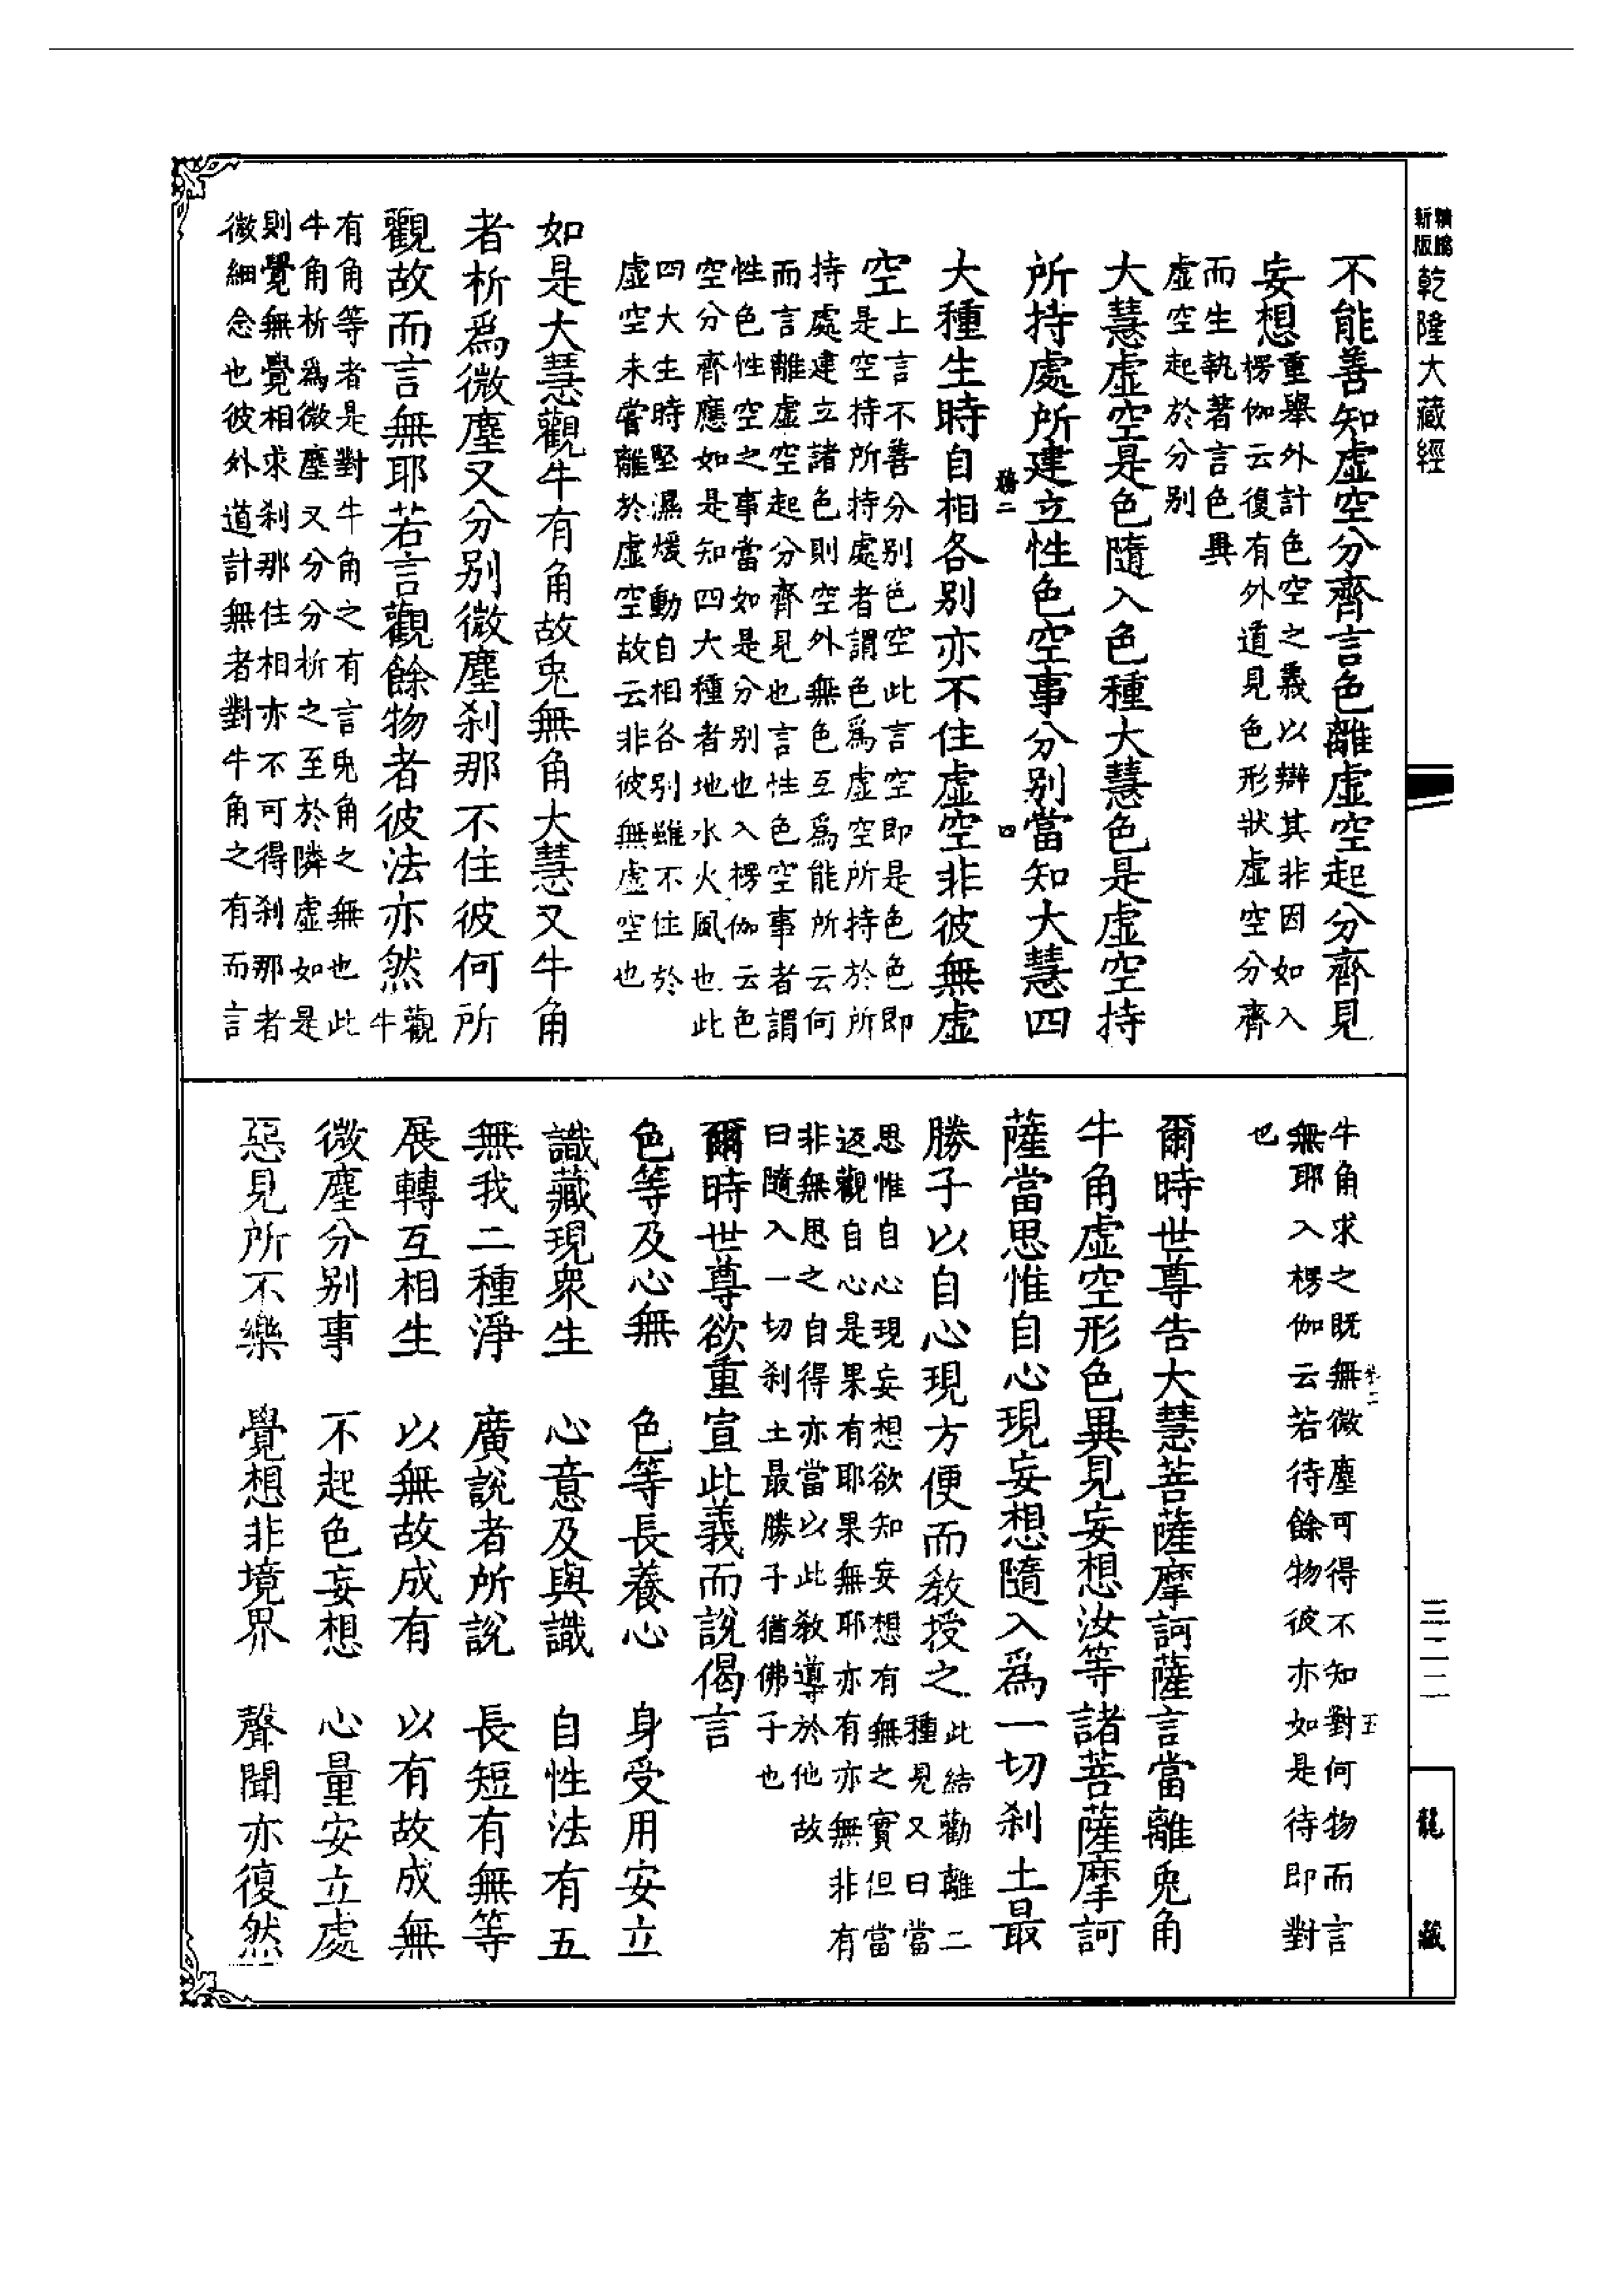 精縮
新版
乾隆大藏經
三二二
龍藏
不能善知虛空分齊言色離虛空起分齊見
妄想
重舉外計色空之義以辯其非因如入
楞伽云復有外道見色形狀虛空分齊
而生執著言色異
虛空起於分別
大慧虛空是色隨入色種大慧色是虛空持
所持處所建立性色空事分別當知大慧四
大種生時自相各別亦不住虛空非彼無虛
空
上言不善分別色空此言空即是色色即
是空持所持處者謂色爲虛空所持於所
持處建立諸色則空外無色互爲能所云何
而言離虛空起分齊見也言性色空事者謂
性色性空之事當如是分別也入楞伽云色
空分齊應如是知四大種者地水火風也此
四大生時堅濕煖動自相各別雖不住於
虛空未嘗離於虛空故云非彼無虛空也
如是大慧觀牛有角故兎無角大慧又牛角
者析爲微塵又分別微塵刹那不住彼何所
觀故而言無耶若言觀餘物者彼法亦然
觀
牛
有角等者是對牛角之有言兎角之無也此
牛角析爲微塵又分分析之至於隣虛如是
則覺無覺相求刹那住相亦不可得刹那者
微細念也彼外道計無者對牛角之有而言
牛角求之既無微塵可得不知對何物而言
無耶入楞伽云若待餘物彼亦如是待即對
也
爾時世尊告大慧菩薩摩訶薩言當離兎角
牛角虛空形色異見妄想汝等諸菩薩摩訶
薩當思惟自心現妄想隨入爲一切刹土最
勝子以自心現方便而敎授之
此結勸離二
種見又曰當
思惟自心現妄想欲知妄想有無之實但當
返觀自心是果有耶果無耶亦有亦無非有
非無思之自得亦當以此敎導於他故
曰隨入一切刹土最勝子猶佛子也
爾時世尊欲重宣此義而說偈言
色等及心無　色等長養心　身受用安立
識藏現衆生　心意及與識　自性法有五
無我二種淨　廣說者所說　長短有無等
展轉互相生　以無故成有　以有故成無
微塵分別事　不起色妄想　心量安立處
惡見所不樂　覺想非境界　聲聞亦復然